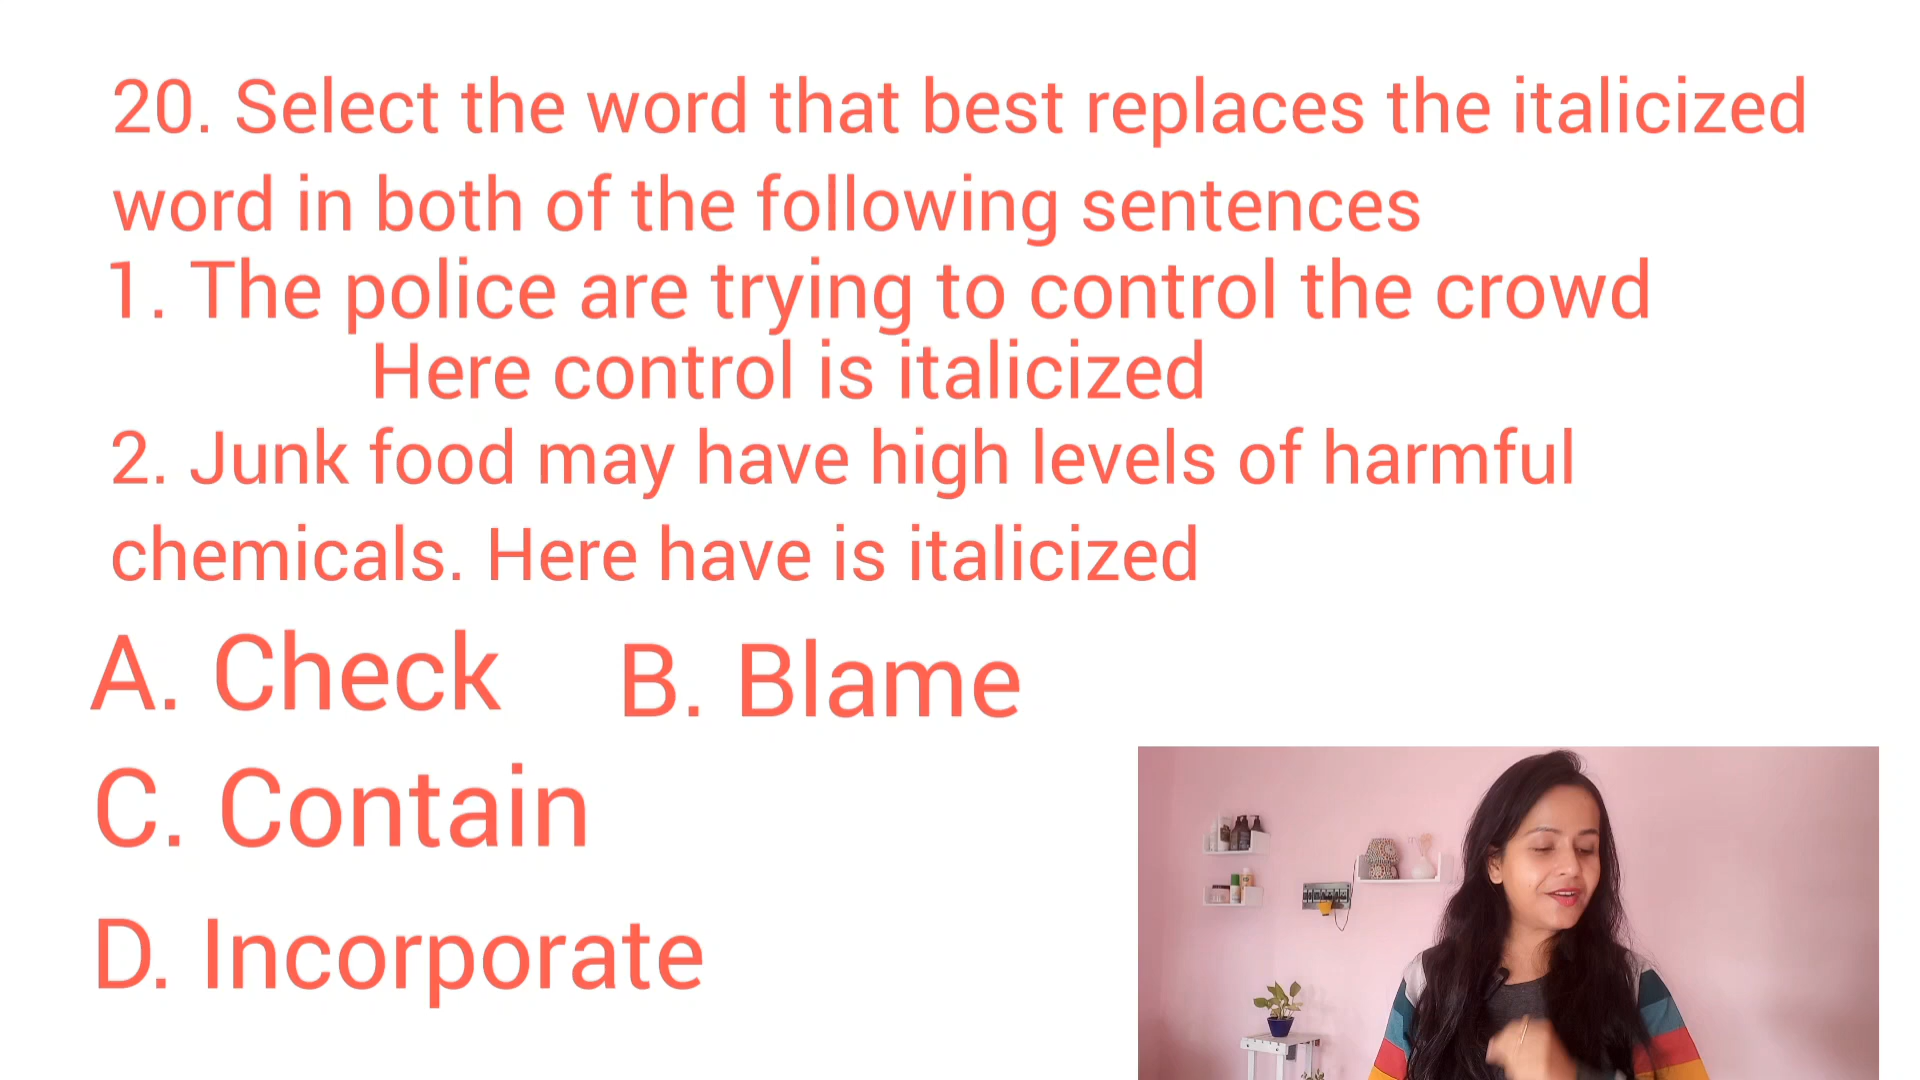 20. Select the word that best replaces the italicized
word in both of the following sentences
1. The police are trying to control the crowd
Here control is italicized
2. Junk food may have high levels of harmful
chemicals. Here have is italicized
A. Check B. Blame
C. Contain
D. Incorporate